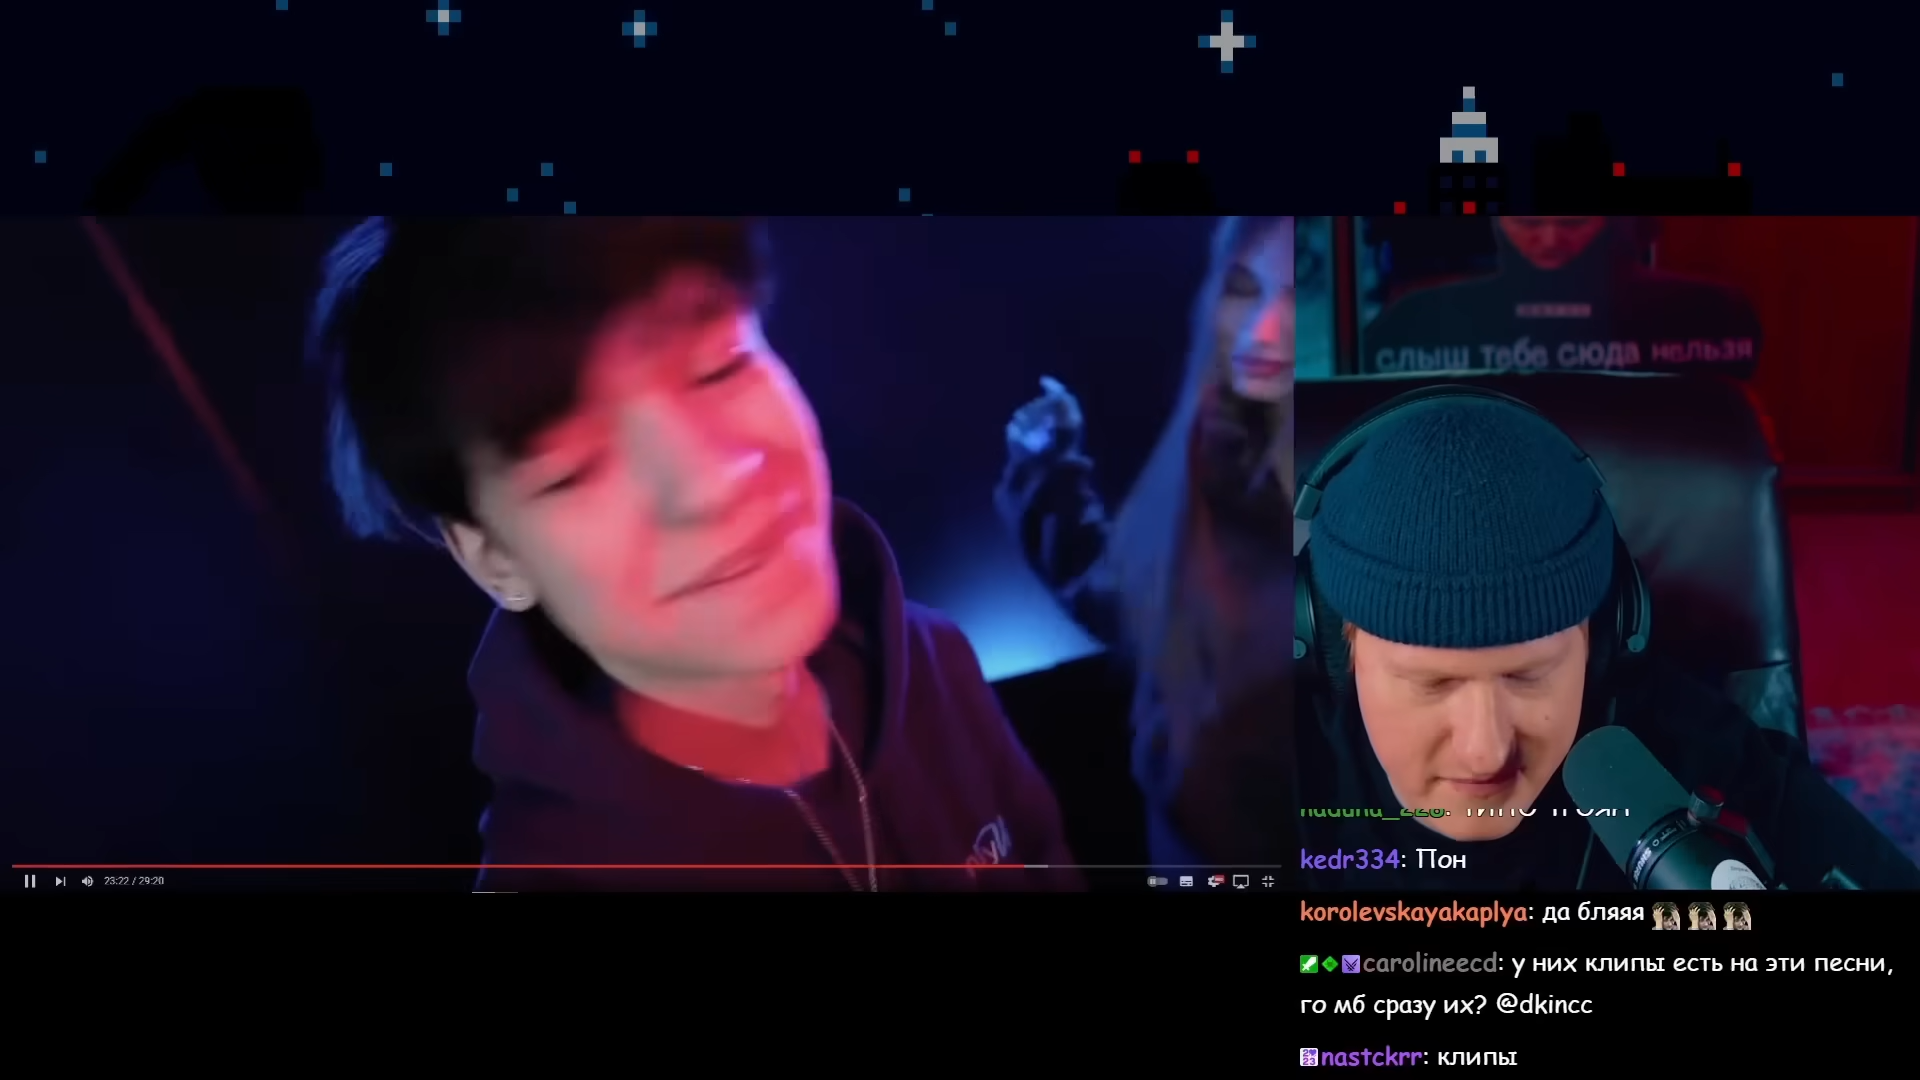 слыш тебе сюда нельзя
kedr334: Пон
korolevskayakaplya: да бляяя
carolineecd: у них клипы есть на эти песни,
го мб сразу их? @dkincc
nastckrr: клипы
23:22 / 29:20